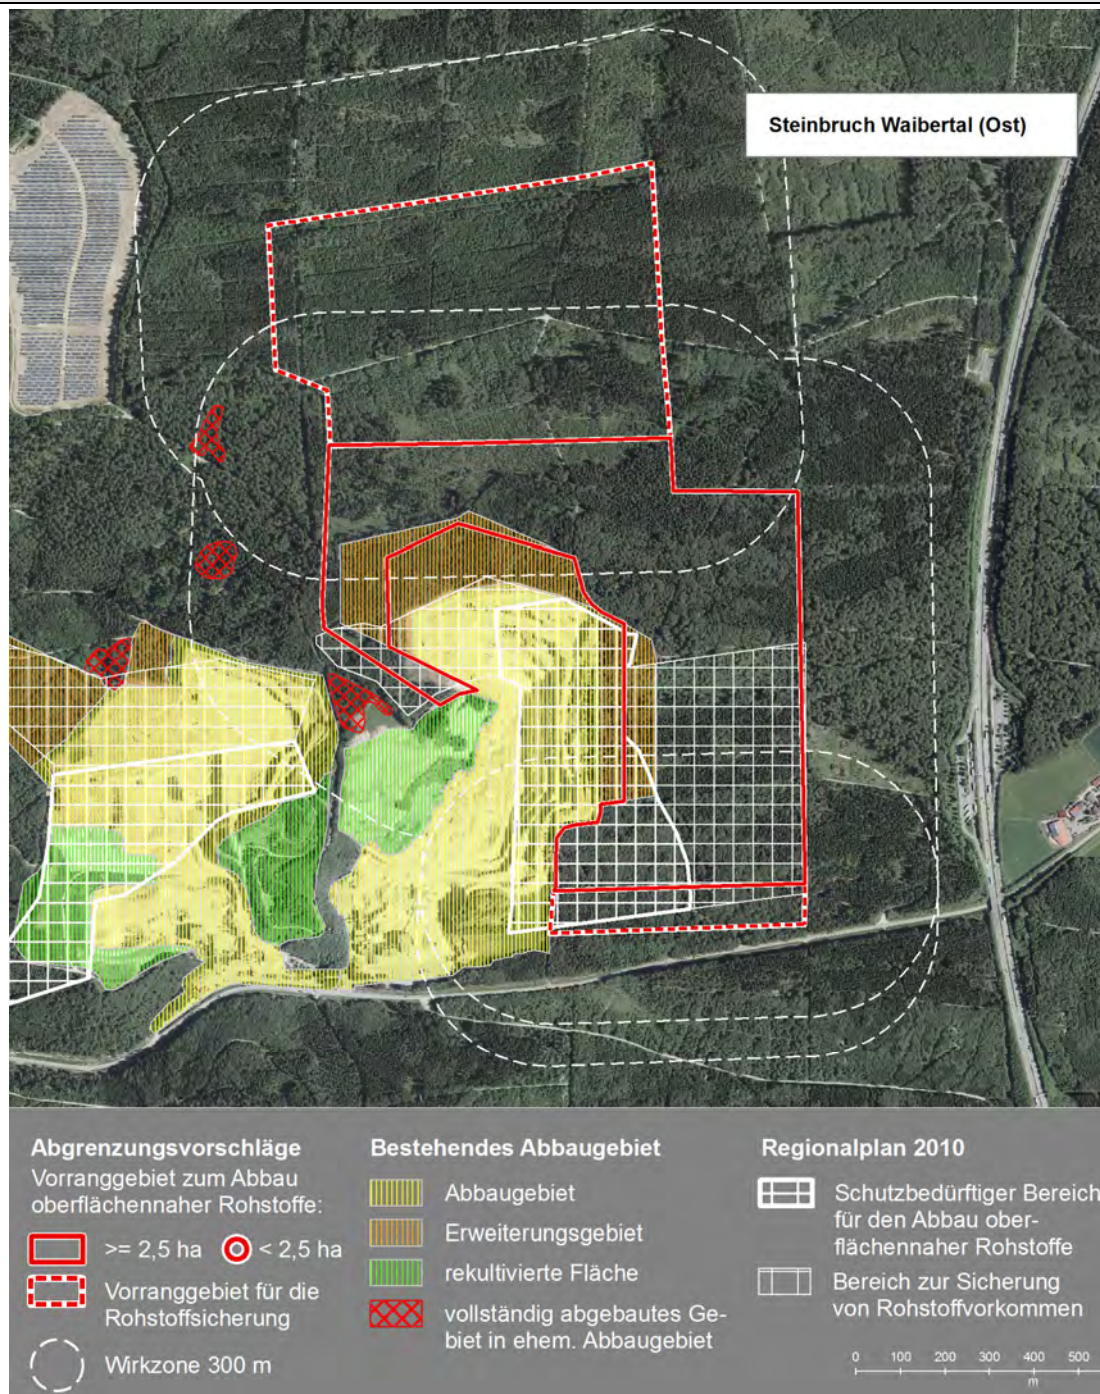 Steinbruch Waibertal (Ost)
Abgrenzungsvorschläge
Vorranggebiet zum Abbau
oberflächennaher Rohstoffe:
>= 2,5 ha < 2,5 ha
Vorranggebiet für die
Rohstoffsicherung
Wirkzone 300 m
Bestehendes Abbaugebiet
Abbaugebiet
Erweiterungsgebiet
rekultivierte Fläche
vollständig abgebautes Ge-
biet in ehem. Abbaugebiet
Regionalplan 2010
Schutzbedürftiger Bereich
für den Abbau ober-
flächennaher Rohstoffe
Bereich zur Sicherung
von Rohstoffvorkommen
0 100 200 300 400 500
m